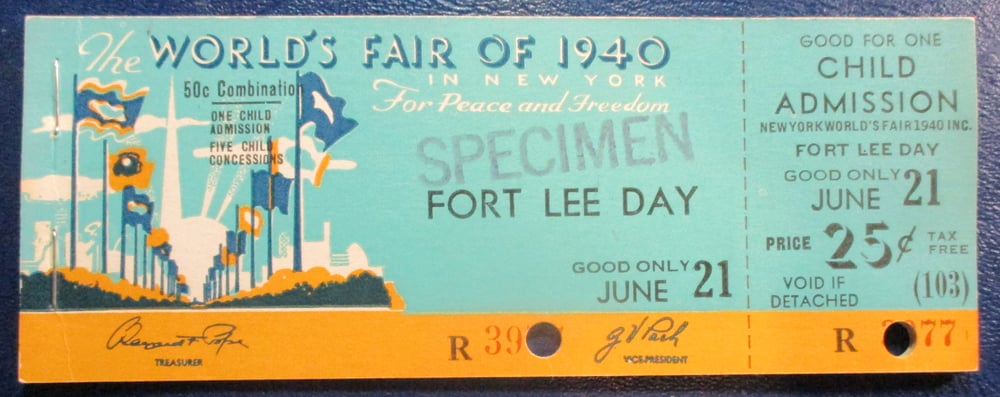 The WORLD'S FAIR OF 1940
IN NEW YORK
For Peace and Freedom
50c Combination
ONE CHILD
ADMISSION
FIVE CHILD
CONCESSIONS
SPECIMEN
FORT LEE DAY
GOOD ONLY
JUNE 21
TREASURER
R 39
VICE-PRESIDENT
GOOD FOR ONE
CHILD
ADMISSION
NEW YORK WORLD'S FAIR 1940 INC.
FORT LEE DAY
GOOD ONLY
JUNE 21
PRICE 25¢ TAX
FREE
VOID IF
DETACHED
(103)
R 77